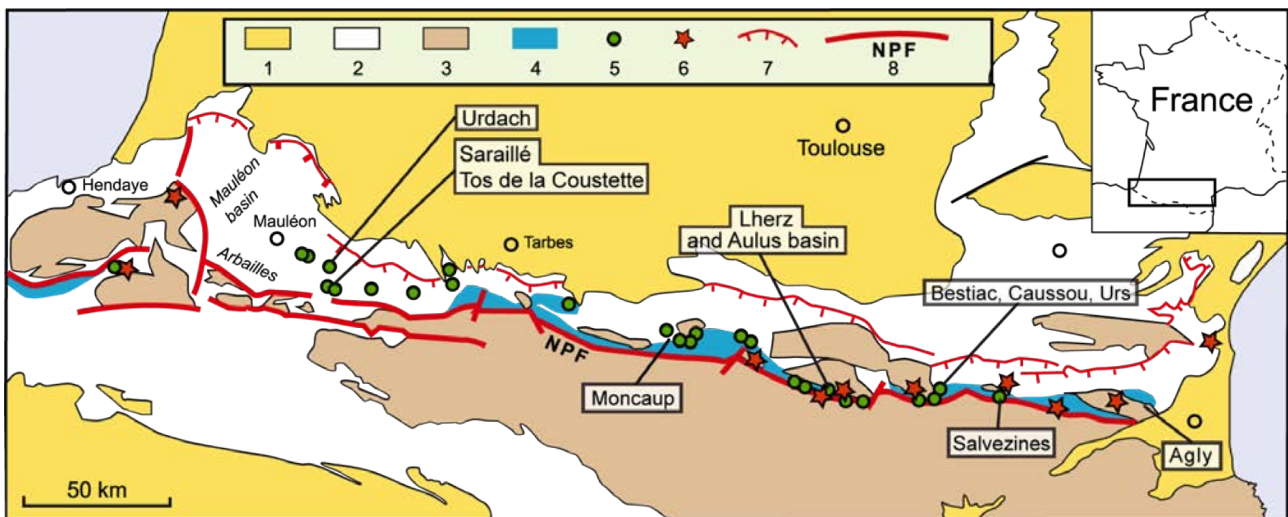 1 2 3 4 5 6 7 8
NPF
France
Urdach
Saraillé
Tos de la Coustette
Toulouse
Hendaye
Mauléon
basin
Mauléon
Arbailles
Tarbes
Lherz
and Aulus basin
Bestiac, Caussou, Urs
NPF
Moncaup
Salvezines
Agly
50 km